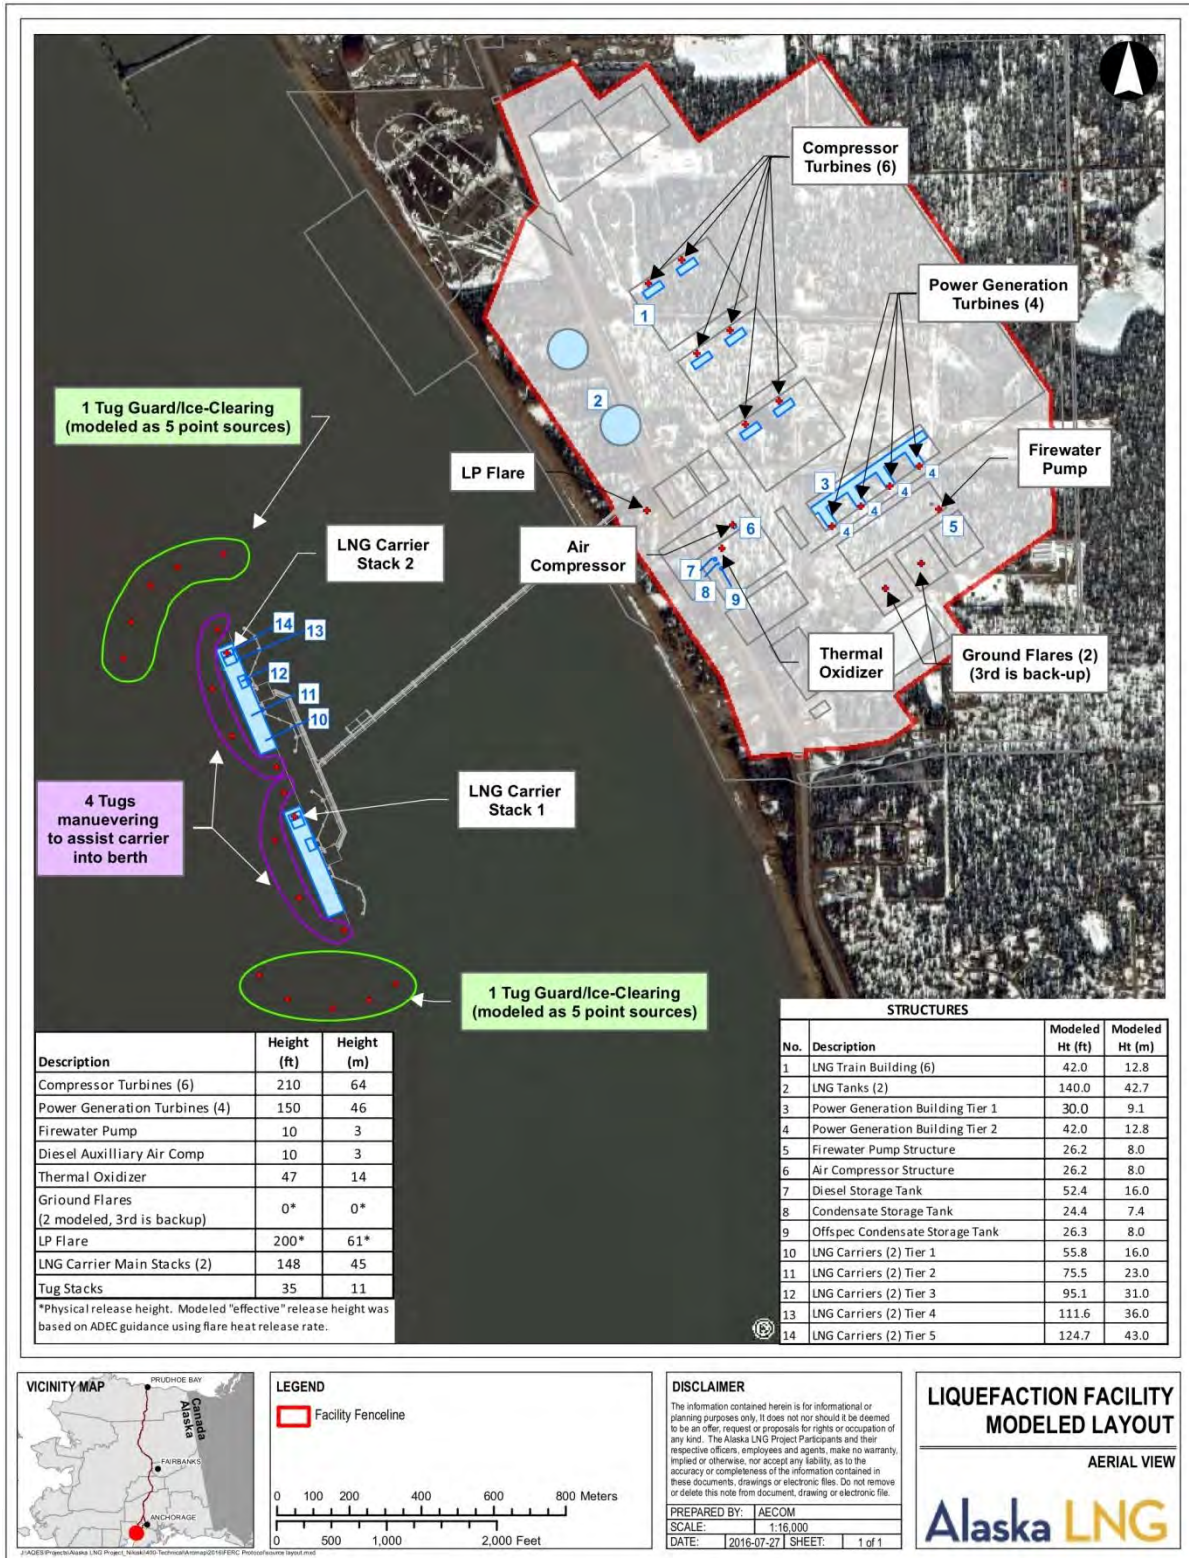 Compressor
Turbines (6)
Power Generation
Turbines (4)
1
1 Tug Guard/Ice-Clearing
(modeled as 5 point sources)
2
Firewater
Pump
LP Flare
3
4
4
4
4
5
6
LNG Carrier
Stack 2
Air
Compressor
7
8
9
14
13
12
11
10
Thermal
Oxidizer
Ground Flares (2)
(3rd is back-up)
4 Tugs
manuevering
to assist carrier
into berth
LNG Carrier
Stack 1
1 Tug Guard/Ice-Clearing
(modeled as 5 point sources)
Description Height (ft) Height (m)
Compressor Turbines (6) 210 64
Power Generation Turbines (4) 150 46
Firewater Pump 10 3
Diesel Auxilliary Air Comp 10 3
Thermal Oxidizer 47 14
Griound Flares
(2 modeled, 3rd is backup) 0* 0*
LP Flare 200* 61*
LNG Carrier Main Stacks (2) 148 45
Tug Stacks 35 11
*Physical release height. Modeled "effective" release height was
based on ADEC guidance using flare heat release rate.
STRUCTURES
No. Description Modeled Ht (ft) Modeled Ht (m)
1 LNG Train Building (6) 42.0 12.8
2 LNG Tanks (2) 140.0 42.7
3 Power Generation Building Tier 1 30.0 9.1
4 Power Generation Building Tier 2 42.0 12.8
5 Firewater Pump Structure 26.2 8.0
6 Air Compressor Structure 26.2 8.0
7 Diesel Storage Tank 52.4 16.0
8 Condensate Storage Tank 24.4 7.4
9 Offspec Condensate Storage Tank 26.3 8.0
10 LNG Carriers (2) Tier 1 55.8 16.0
11 LNG Carriers (2) Tier 2 75.5 23.0
12 LNG Carriers (2) Tier 3 95.1 31.0
13 LNG Carriers (2) Tier 4 111.6 36.0
14 LNG Carriers (2) Tier 5 124.7 43.0
VICINITY MAP
PRUDHOE BAY
Canada
Alaska
FAIRBANKS
ANCHORAGE
LEGEND
Facility Fenceline
0 100 200 400 600 800 Meters
0 500 1,000 2,000 Feet
DISCLAIMER
The information contained herein is for informational or
planning purposes only. It does not nor should it be deemed
to be an offer, request or proposals for rights or occupation of
any kind. The Alaska LNG Project Participants and their
respective officers, employees and agents, make no warranty,
implied or otherwise, nor accept any liability, as to the
accuracy or completeness of the information contained in
these documents, drawings or electronic files. Do not remove
or delete this note from document, drawing or electronic file.
PREPARED BY: AECOM
SCALE: 1:16,000
DATE: 2016-07-27 SHEET: 1 of 1
LIQUEFACTION FACILITY
MODELED LAYOUT
AERIAL VIEW
Alaska LNG